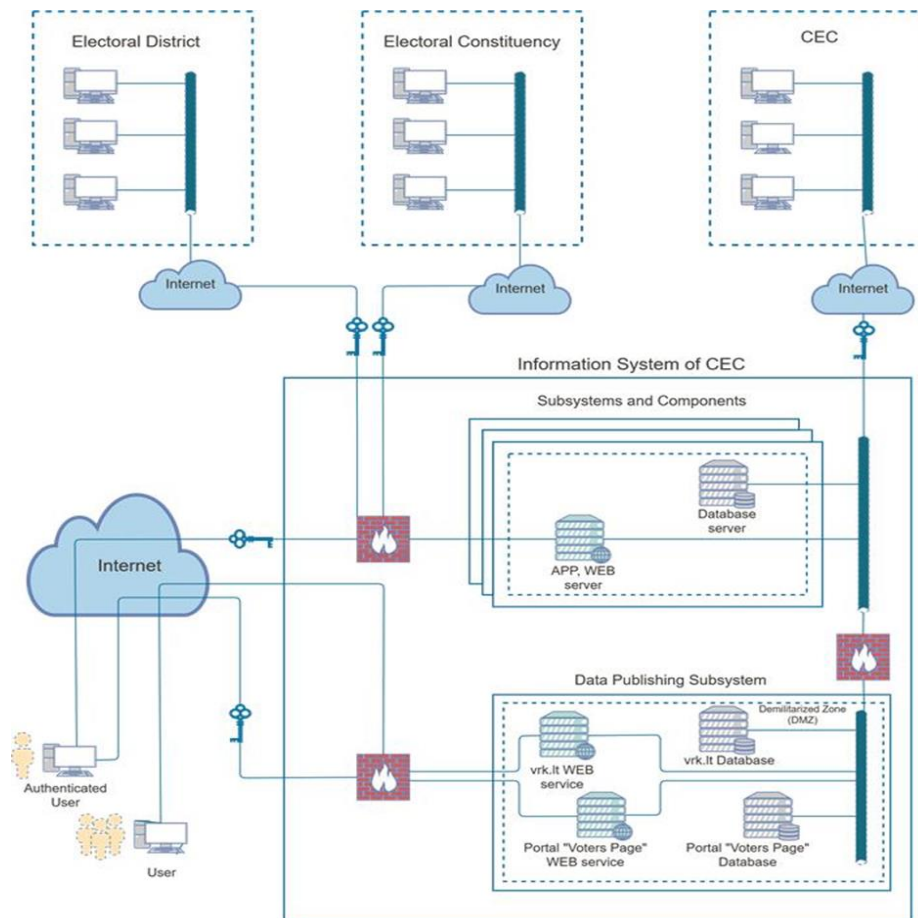 Electoral District
Electoral Constituency
CEC
Internet
Internet
Internet
Information System of CEC
Subsystems and Components
Database
server
APP, WEB
server
Internet
Data Publishing Subsystem
Demilitarized Zone
(DMZ)
vrk.lt WEB
service
vrk.lt Database
Authenticated
User
Portal "Voters Page"
WEB service
Portal "Voters Page"
Database
User